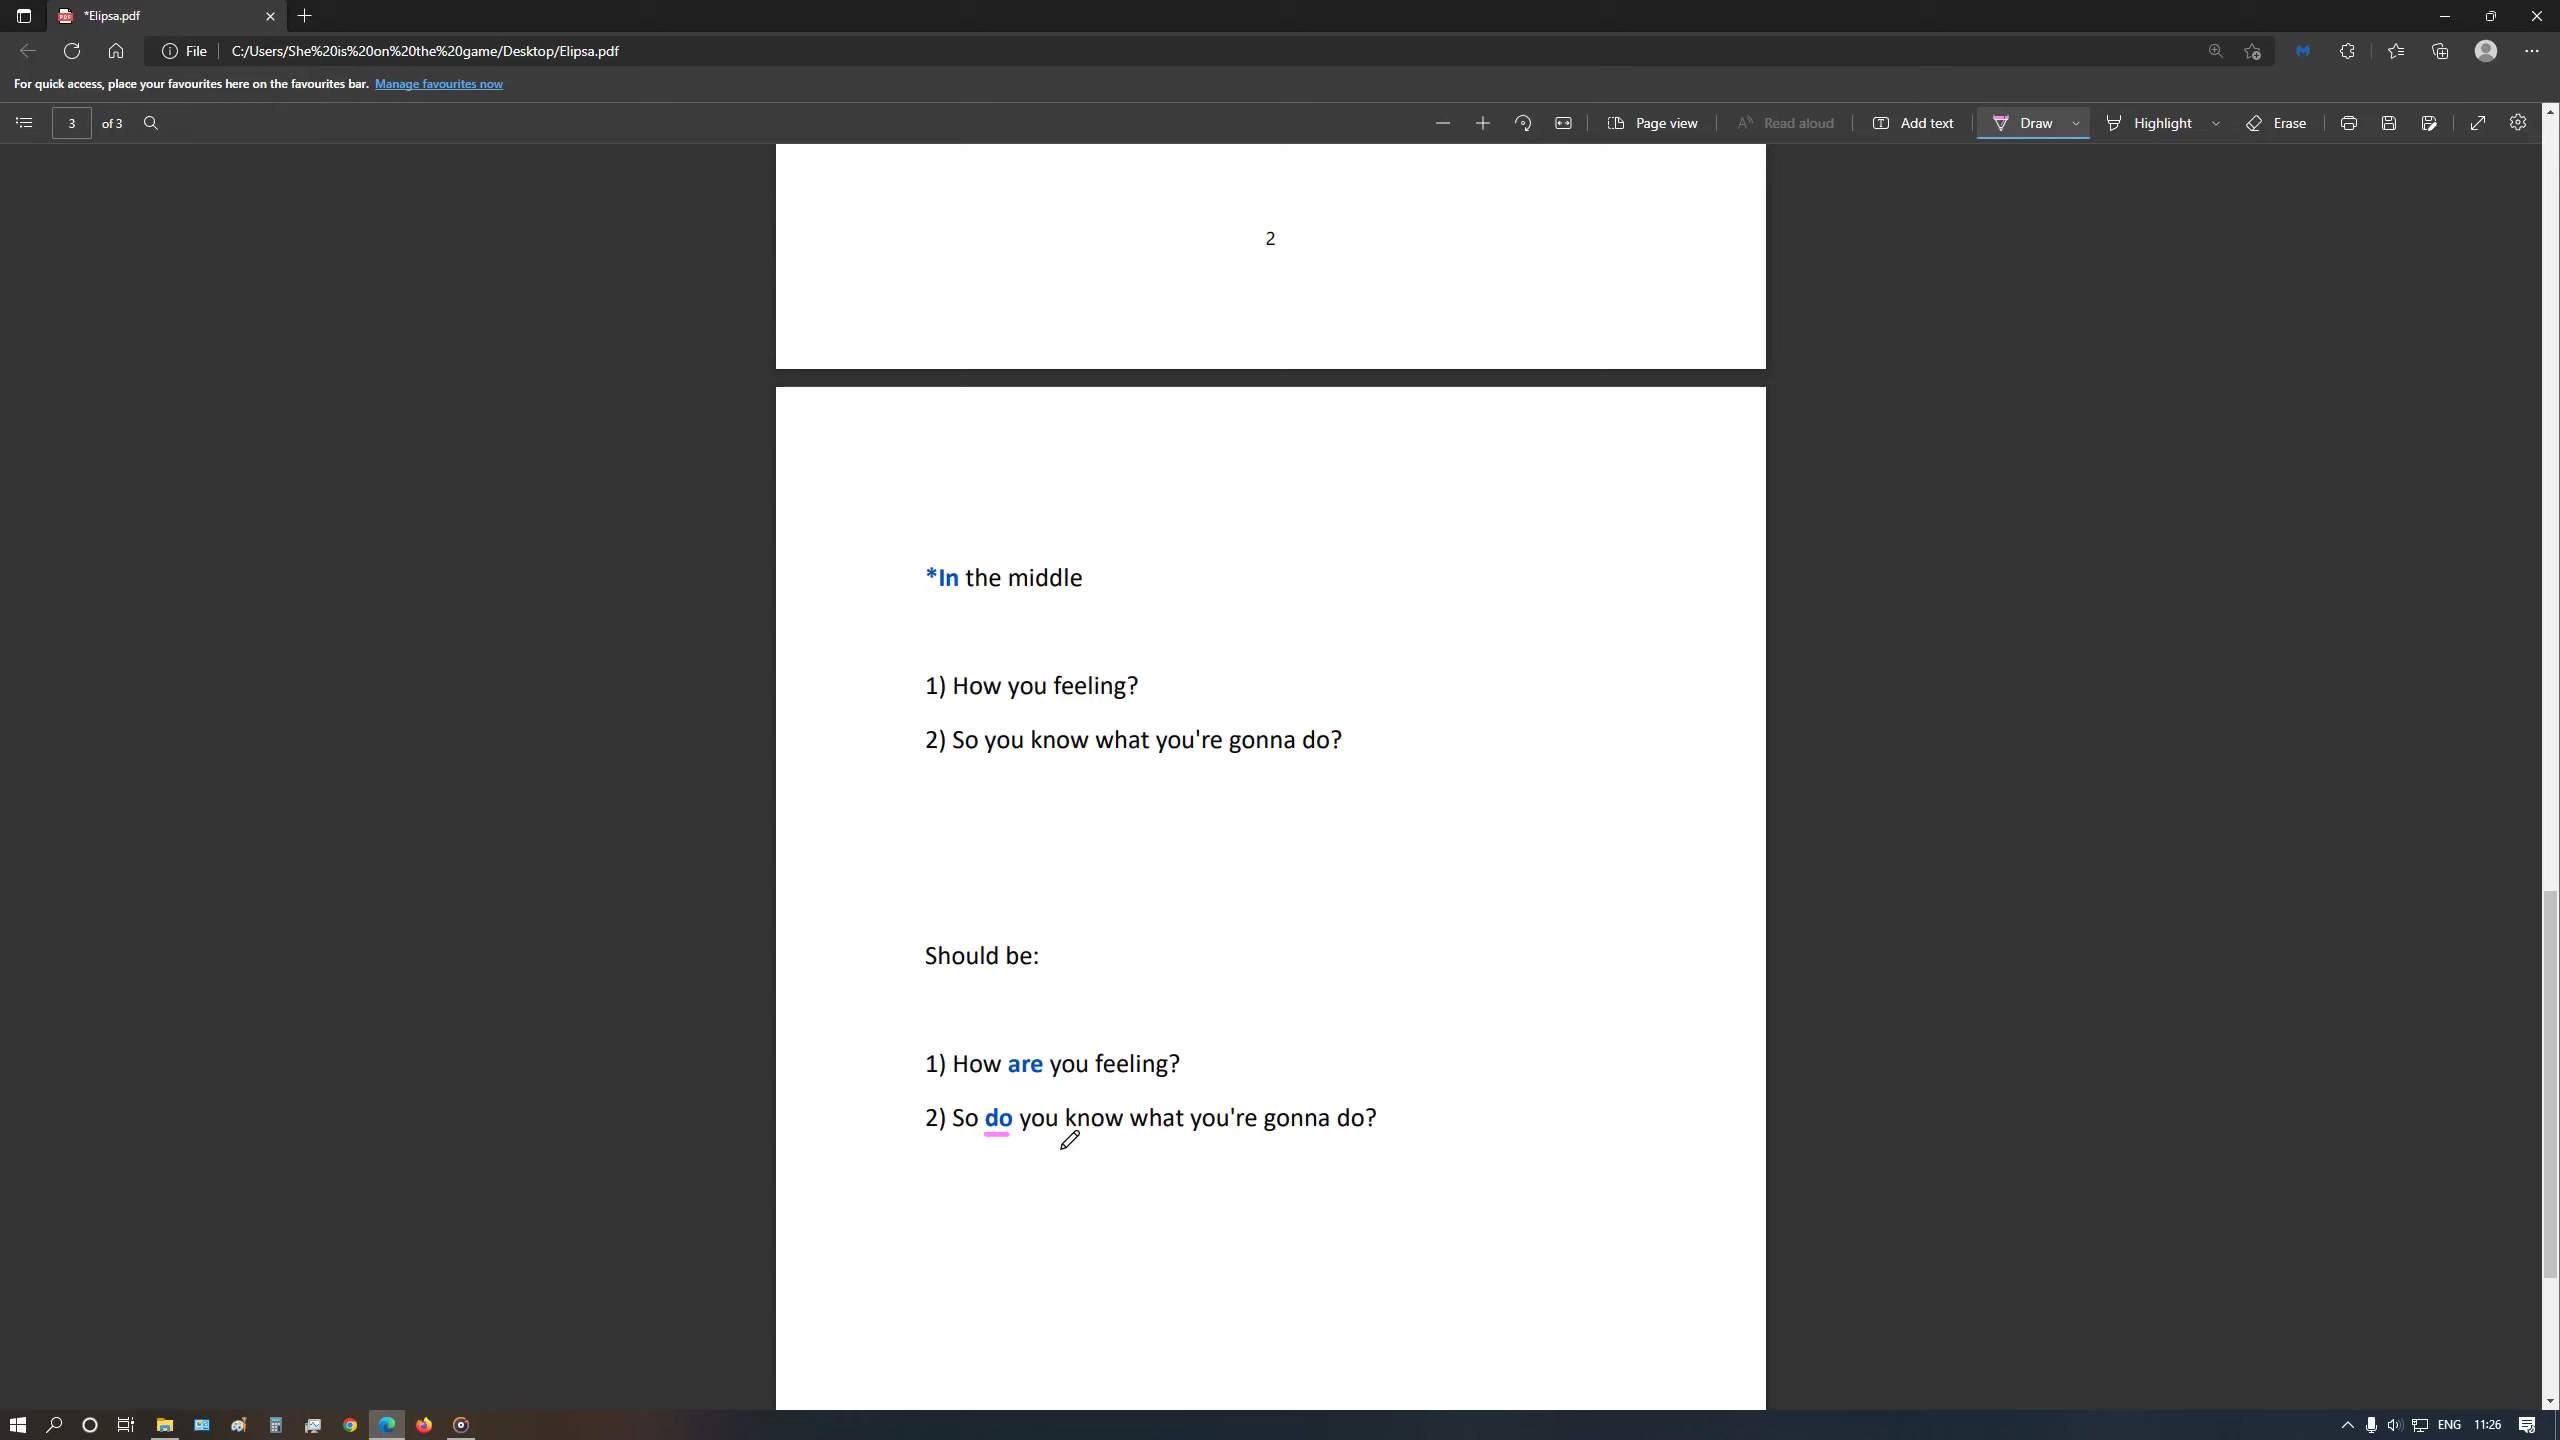 *Elipsa.pdf
File C:/Users/She%20is%20on%20the%20game/Desktop/Elipsa.pdf
For quick access, place your favourites here on the favourites bar. Manage favourites now
3 of 3 Page view Read aloud Add text Draw Highlight Erase
2
*In the middle
1) How you feeling?
2) So you know what you're gonna do?
Should be:
1) How are you feeling?
2) So do you know what you're gonna do?
ENG 11:26